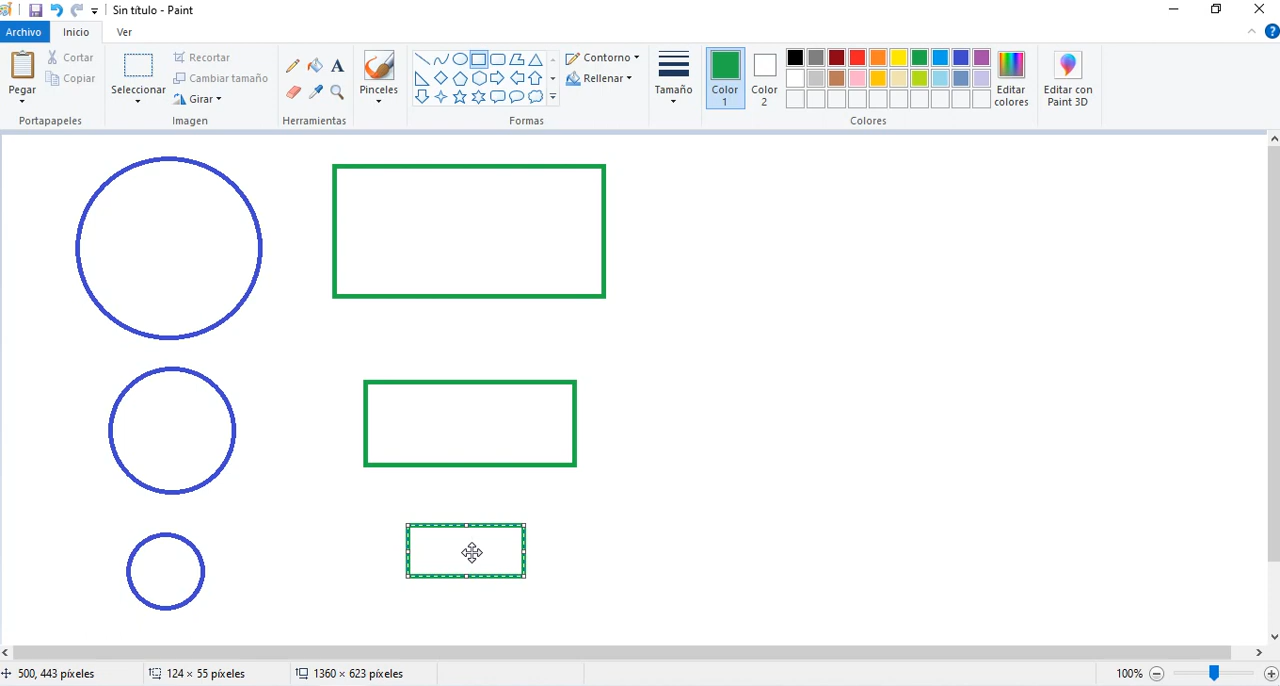 Sin título - Paint
Archivo Inicio Ver
Pegar
Cortar
Copiar
Portapapeles
Seleccionar
Recortar
Cambiar tamaño
Girar
Imagen
A
Herramientas
Pinceles
Contorno
Rellenar
Formas
Tamaño
Color
1
Color
2
Editar
colores
Colores
Editar con
Paint 3D
500, 443 píxeles
124 × 55 píxeles
1360 × 623 píxeles
100%